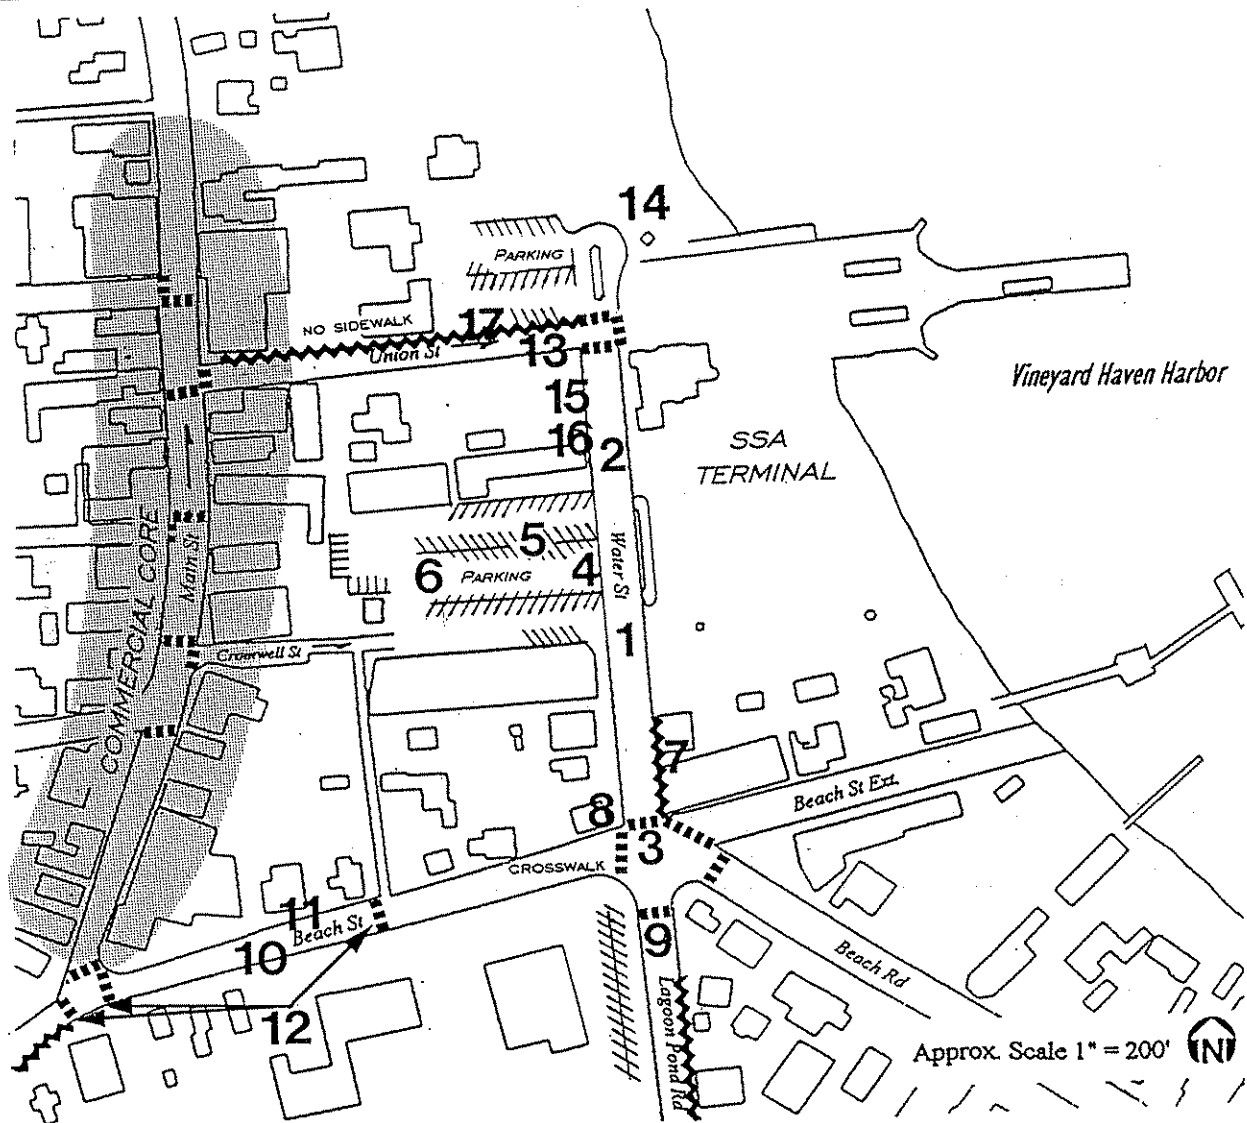 14
PARKING
NO SIDEWALK
17
Union St
13
Vineyard Haven Harbor
15
16
2
SSA
TERMINAL
COMMERCIAL CORE
Main St
Water St
5
6
PARKING
4
1
Cromwell St
7
Beach St Ext.
8
3
CROSSWALK
11
Beach St
10
9
Beach Rd
Lagoon Pond Rd
12
Approx. Scale 1" = 200'
N